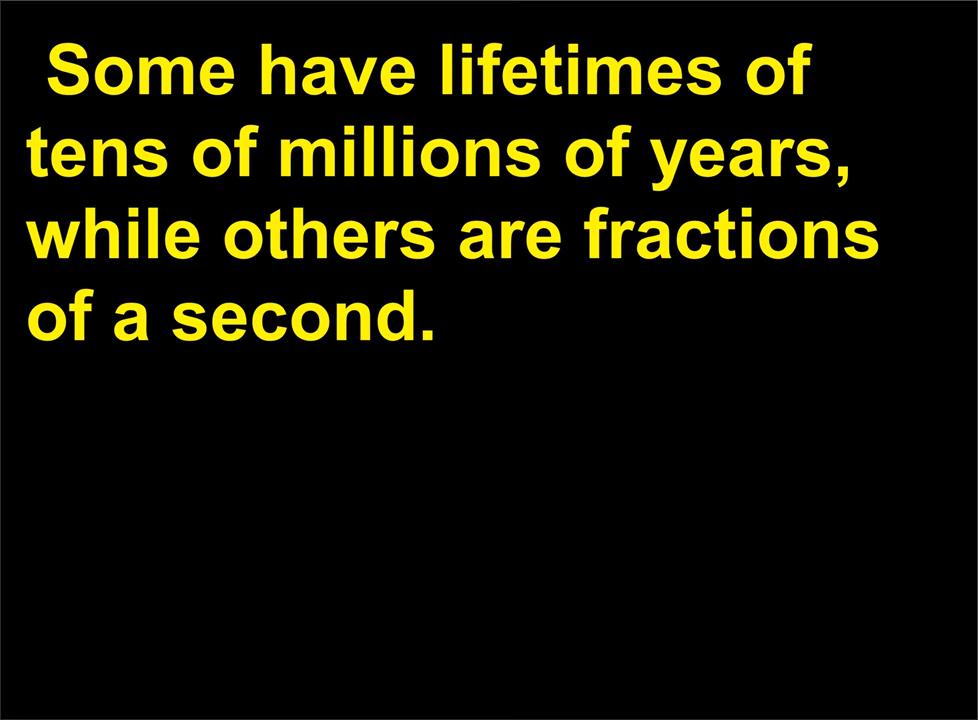 Some have lifetimes of
tens of millions of years,
while others are fractions
of a second.